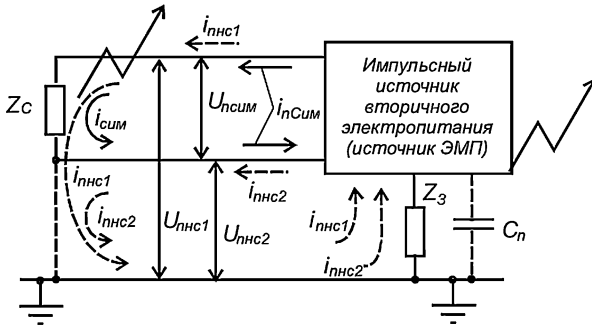 iпнс1
Импульсный
источник
вторичного
электропитания
(источник ЭМП)
ZС
iсим
Uпсим
iпСим
iпнс1
iпнс2
iпнс2
Uпнс1
Uпнс2
iпнс1
iпнс2
ZЗ
Cп